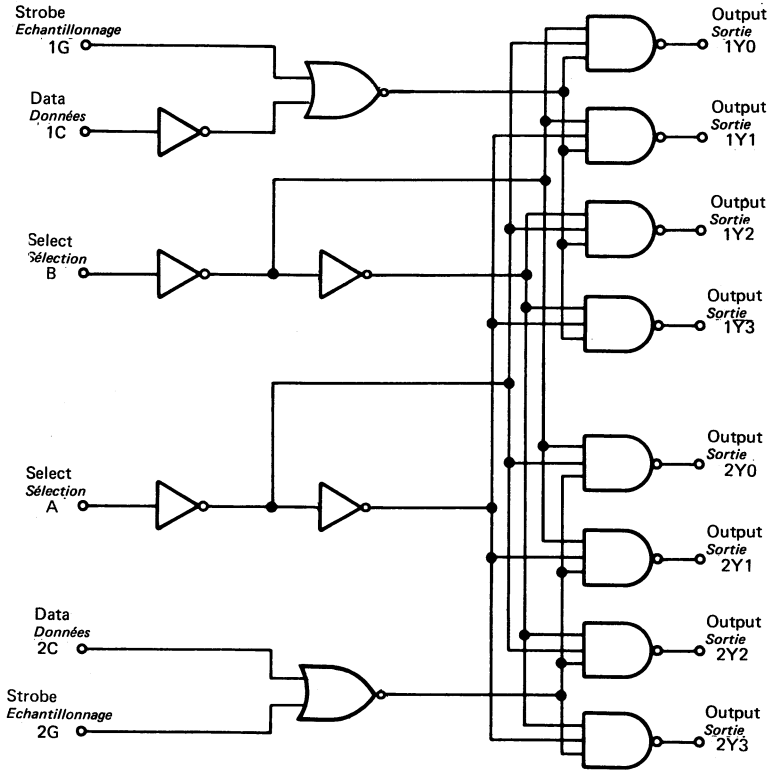 Strobe
Echantillonnage
1G
Data
Données
1C
Select
Sélection
B
Select
Sélection
A
Data
Données
2C
Strobe
Echantillonnage
2G
Output
Sortie
1Y0
Output
Sortie
1Y1
Output
Sortie
1Y2
Output
Sortie
1Y3
Output
Sortie
2Y0
Output
Sortie
2Y1
Output
Sortie
2Y2
Output
Sortie
2Y3